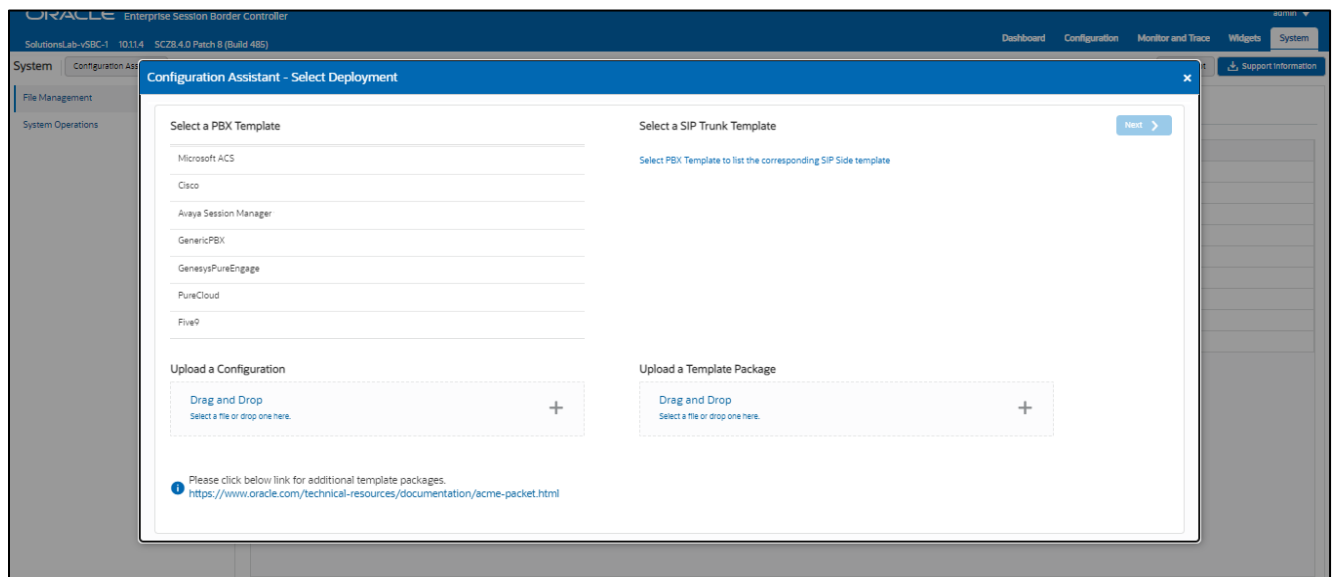 ORACLE Enterprise Session Border Controller
admin
SolutionsLab-vSBC-1 10.1.1.4 SCZ8.4.0 Patch 8 (Build 485)
Dashboard Configuration Monitor and Trace Widgets System
System Configuration Ass
Support Information
Configuration Assistant - Select Deployment
×
File Management
System Operations
Select a PBX Template
Select a SIP Trunk Template
Next
Microsoft ACS
Select PBX Template to list the corresponding SIP Side template
Cisco
Avaya Session Manager
GenericPBX
GenesysPureEngage
PureCloud
Five9
Upload a Configuration
Upload a Template Package
Drag and Drop
Select a file or drop one here.
+
Drag and Drop
Select a file or drop one here.
+
Please click below link for additional template packages.
https://www.oracle.com/technical-resources/documentation/acme-packet.html